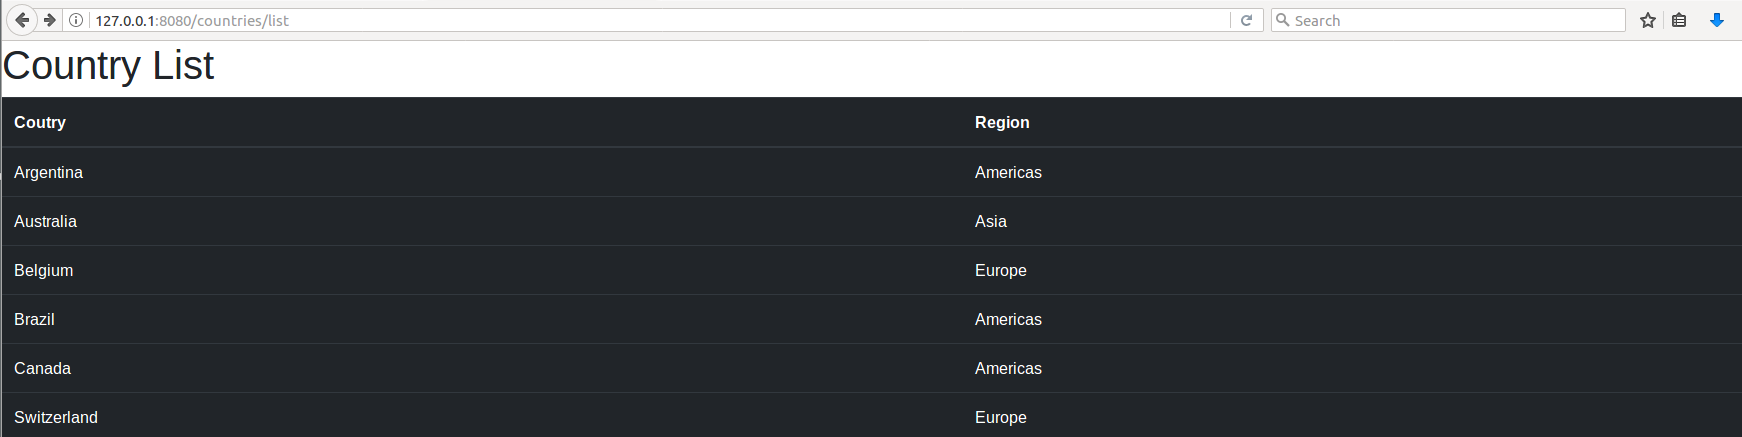 127.0.0.1:8080/countries/list Search
Country List
Coutry Region
Argentina Americas
Australia Asia
Belgium Europe
Brazil Americas
Canada Americas
Switzerland Europe